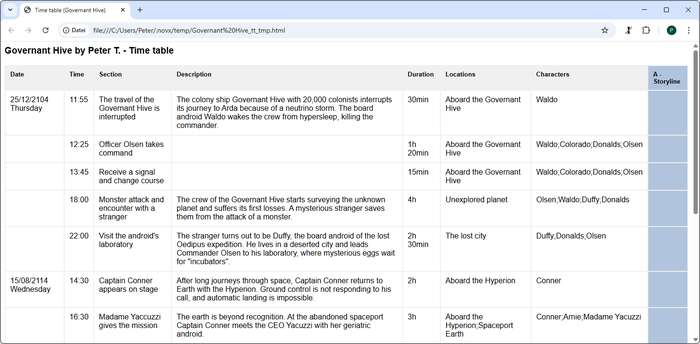 Time table (Governant Hive)
Datei
file:///C:/Users/Peter/.novx/temp/Governant%20Hive_tt_tmp.html
Governant Hive by Peter T. - Time table
Date Time Section Description Duration Locations Characters A - Storyline
25/12/2104 Thursday
11:55
The travel of the
Governant Hive is
interrupted
The colony ship Governant Hive with 20,000 colonists interrupts
its journey to Arda because of a neutrino storm. The board
android Waldo wakes the crew from hypersleep, killing the
commander.
30min
Aboard the Governant
Hive
Waldo
12:25
Officer Olsen takes
command
1h
20min
Aboard the Governant
Hive
Waldo;Colorado;Donalds;Olsen
13:45
Receive a signal
and change course
15min
Aboard the Governant
Hive
Waldo;Colorado;Donalds;Olsen
18:00
Monster attack and
encounter with a
stranger
The crew of the Governant Hive starts surveying the unknown
planet and suffers its first losses. A mysterious stranger saves
them from the attack of a monster.
4h
Unexplored planet
Olsen;Waldo;Duffy;Donalds
22:00
Visit the android's
laboratory
The stranger turns out to be Duffy, the board android of the lost
Oedipus expedition. He lives in a deserted city and leads
Commander Olsen to his laboratory, where mysterious eggs wait
for "incubators".
2h
30min
The lost city
Duffy;Donalds;Olsen
15/08/2114
Wednesday
14:30
Captain Conner
appears on stage
After long journeys through space, Captain Conner returns to
Earth with the Hyperion. Ground control is not responding to his
call, and automatic landing is impossible.
2h
Aboard the Hyperion
Conner
16:30
Madame Yaccuzzi
gives the mission
The earth is beyond recognition. At the abandoned spaceport
Captain Conner meets the CEO Yacuzzi with her geriatric
android.
3h
Aboard the
Hyperion;Spaceport
Earth
Conner;Arnie;Madame Yacuzzi